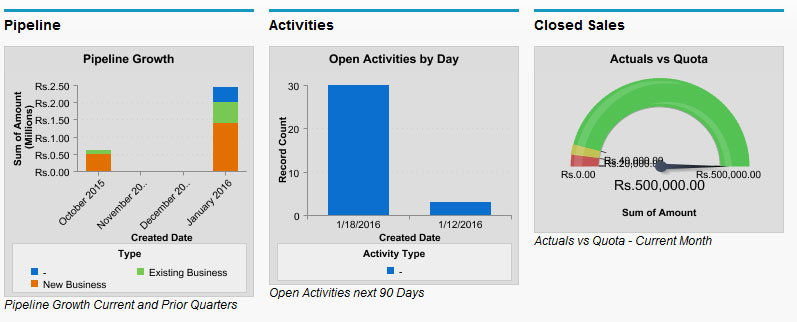 Pipeline
Pipeline Growth
Sum of Amount
(Millions)
Rs.2.50
Rs.2.00
Rs.1.50
Rs.1.00
Rs.0.50
Rs.0.00
October 2015
November 20..
December 20..
January 2016
Created Date
Type
-
Existing Business
New Business
Pipeline Growth Current and Prior Quarters
Activities
Open Activities by Day
Record Count
30
20
10
0
1/18/2016
1/12/2016
Created Date
Activity Type
-
Open Activities next 90 Days
Closed Sales
Actuals vs Quota
Rs.40,000.00
Rs.20,000.00
Rs.0.00
Rs.500,000.00
Rs.500,000.00
Sum of Amount
Actuals vs Quota - Current Month